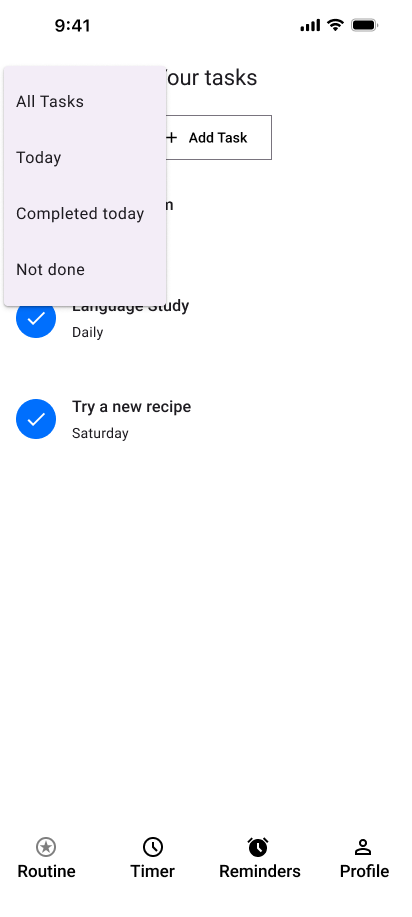 9:41
our tasks
All Tasks
Add Task
Today
Completed today
Not done
Language Study
Daily
Try a new recipe
Saturday
Routine
Timer
Reminders
Profile